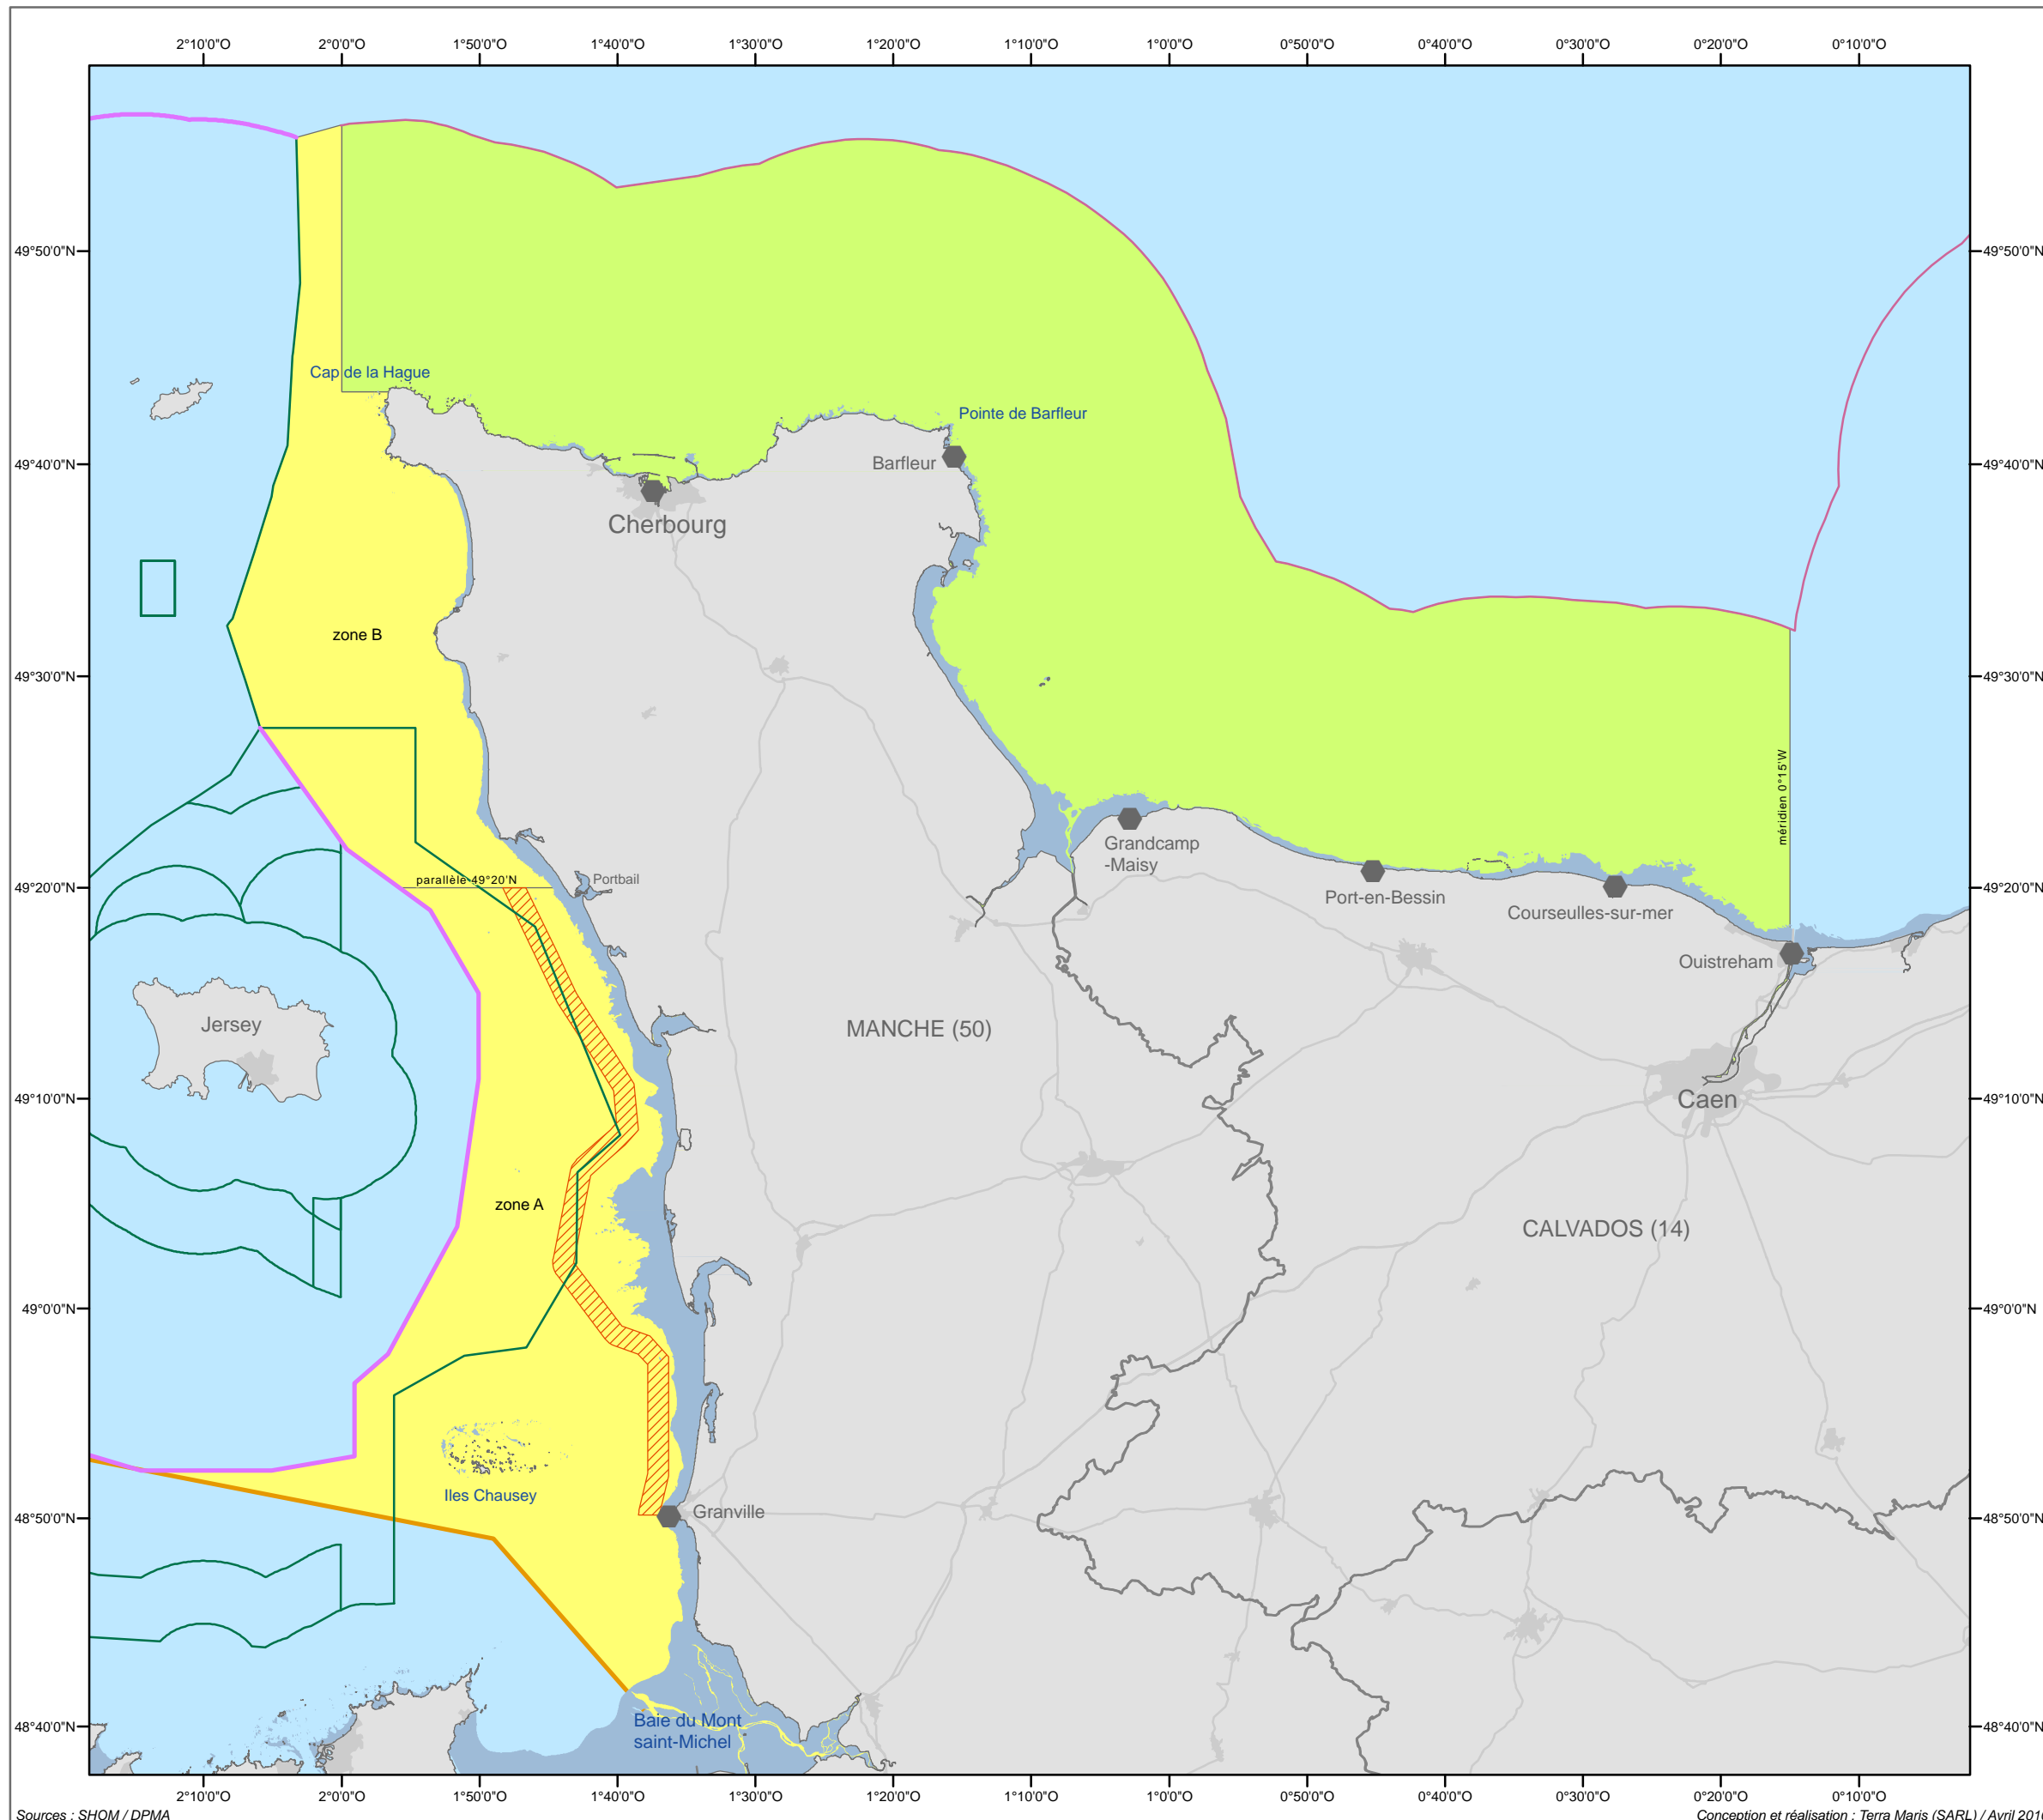 2°10'0"O 2°0'0"O 1°50'0"O 1°40'0"O 1°30'0"O 1°20'0"O 1°10'0"O 1°0'0"O 0°50'0"O 0°40'0"O 0°30'0"O 0°20'0"O 0°10'0"O
49°50'0"N 49°50'0"N
Cap de la Hague
Pointe de Barfleur
Barfleur
49°40'0"N 49°40'0"N
Cherbourg
zone B
49°30'0"N 49°30'0"N
méridien 0°15'W
Grandcamp
-Maisy
parallèle 49°20'N
Portbail
49°20'0"N 49°20'0"N
Port-en-Bessin
Courseulles-sur-mer
Ouistreham
Jersey
MANCHE (50)
49°10'0"N 49°10'0"N
Caen
zone A
CALVADOS (14)
49°0'0"N 49°0'0"N
Iles Chausey
Granville
48°50'0"N 48°50'0"N
Baie du Mont
saint-Michel
48°40'0"N 48°40'0"N
2°10'0"O 2°0'0"O 1°50'0"O 1°40'0"O 1°30'0"O 1°20'0"O 1°10'0"O 1°0'0"O 0°50'0"O 0°40'0"O 0°30'0"O 0°20'0"O 0°10'0"O
Sources : SHOM / DPMA
Conception et réalisation : Terra Maris (SARL) / Avril 2010